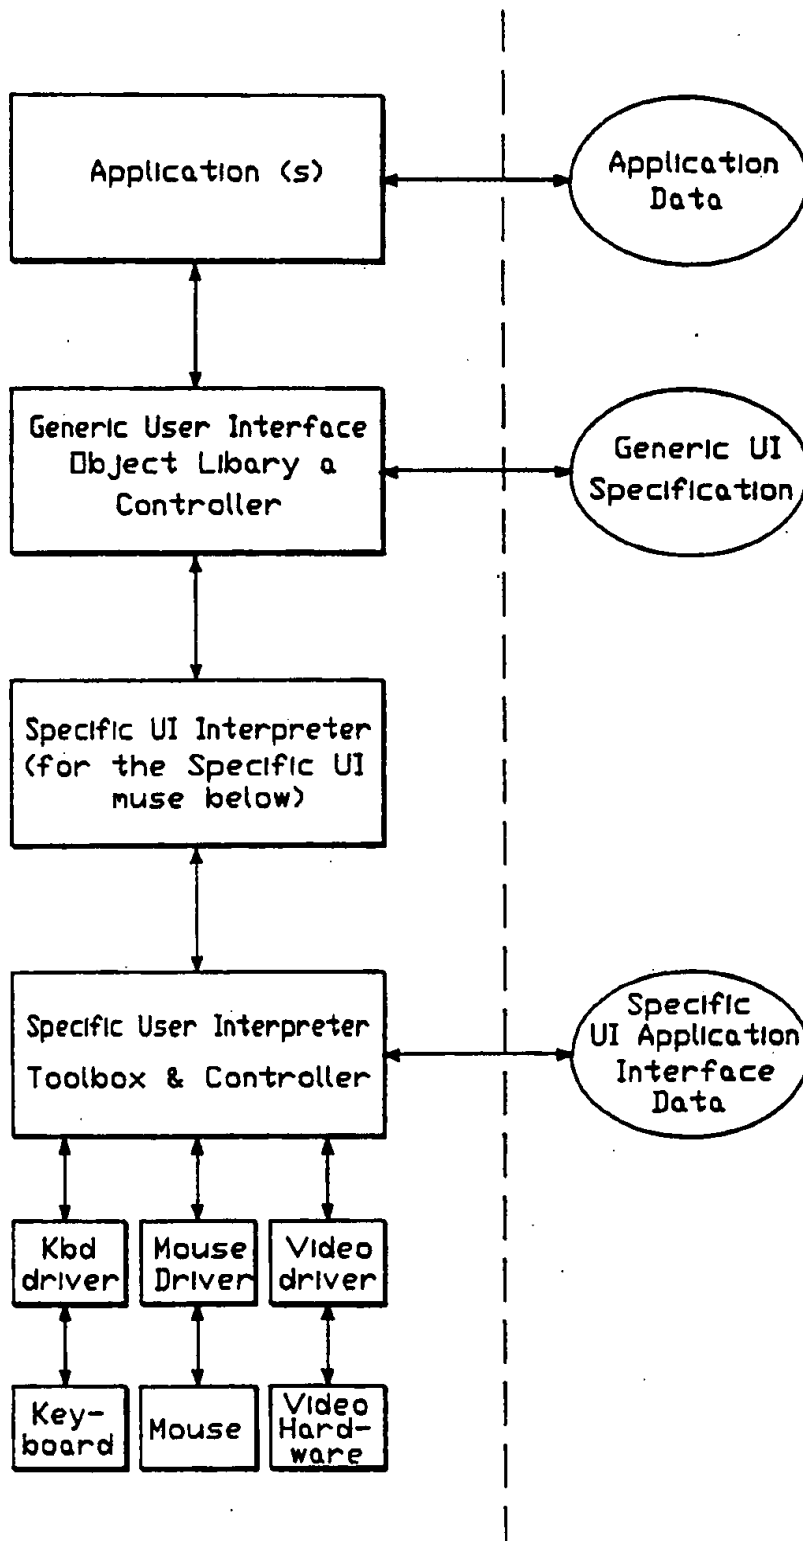 Application (s)
Application
Data
Generic User Interface
Object Libary a
Controller
Generic UI
Specification
Specific UI Interpreter
(for the Specific UI
muse below)
Specific User Interpreter
Toolbox & Controller
Specific
UI Application
Interface
Data
Kbd
driver
Mouse
Driver
Video
driver
Key-
board
Mouse
Video
Hard-
ware